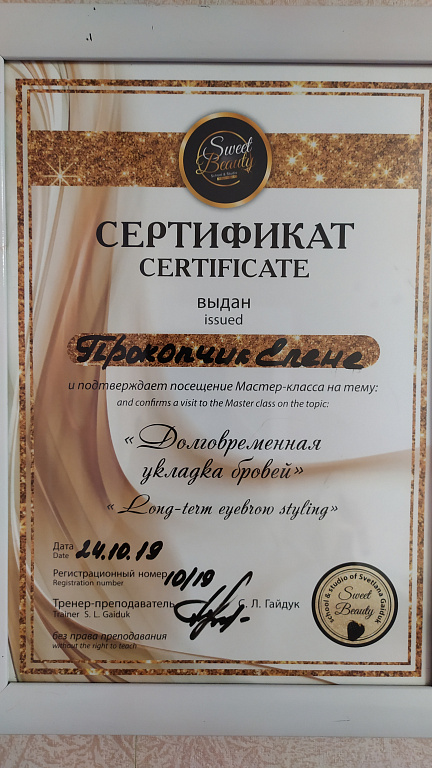 Sweet
Beauty
СЕРТИФИКАТ
CERTIFICATE
выдан
issued
Прокопчик Елене
и подтверждает посещение Мастер-класса на тему:
and confirms a visit to the Master class on the topic:
«Долговременная
укладка бровей»
«Long-term eyebrow styling»
Дата
Date
24.10.19
Регистрационный номер
Registration number
10/10
Тренер-преподаватель
С. Л. Гайдук
Trainer S. L. Gaiduk
без права преподавания
without the right to teach
School & studio of Svetlana Gaiduk
Sweet
Beauty